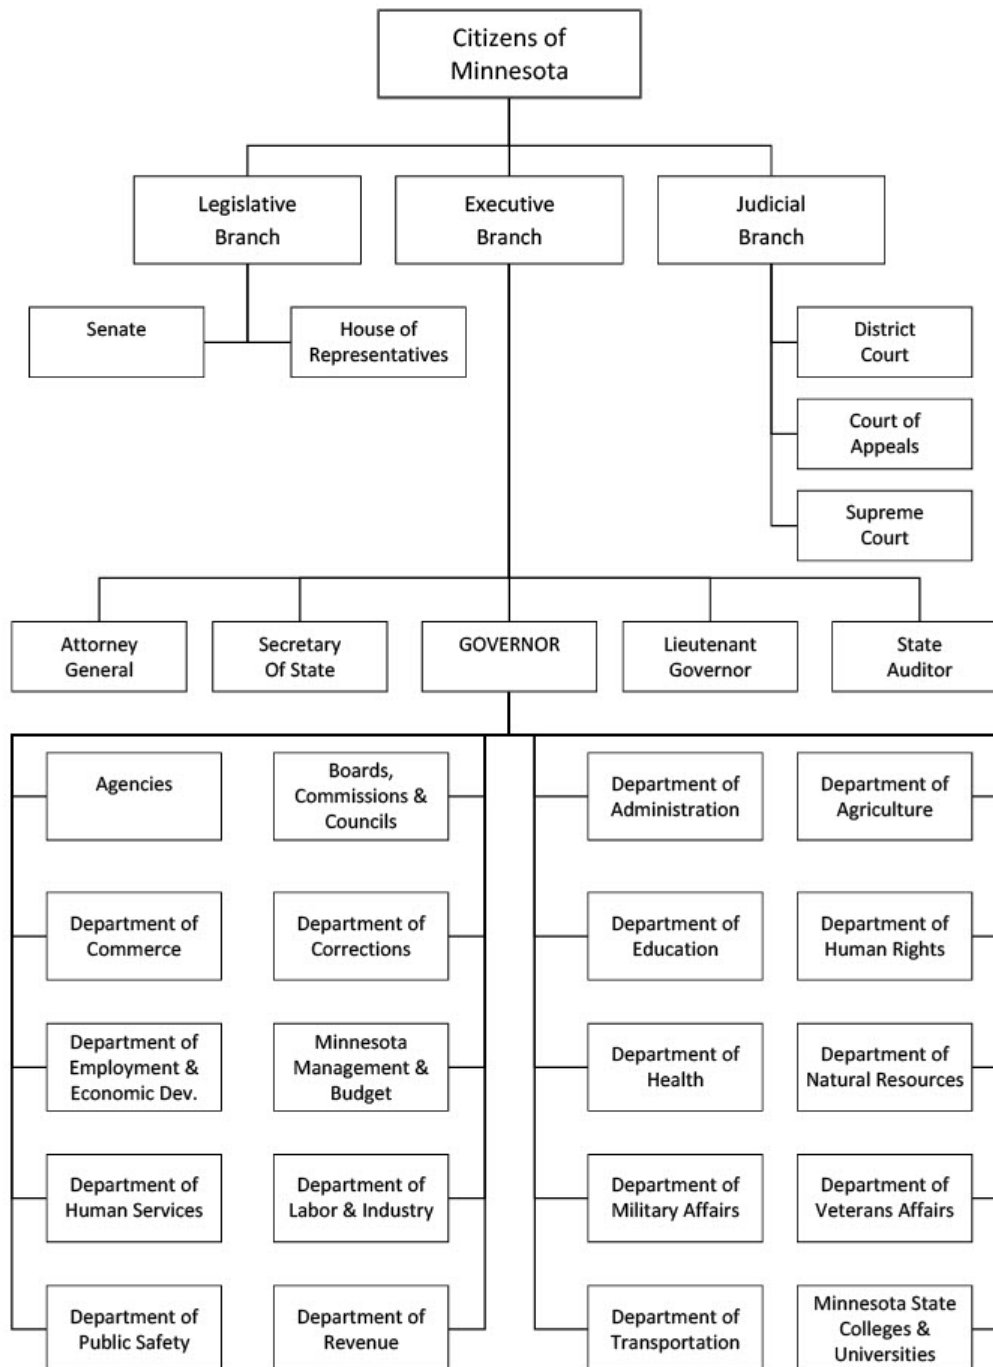 Citizens of
Minnesota
Legislative
Branch
Executive
Branch
Judicial
Branch
Senate
House of
Representatives
District
Court
Court of
Appeals
Supreme
Court
Attorney
General
Secretary
Of State
GOVERNOR
Lieutenant
Governor
State
Auditor
Agencies
Boards,
Commissions &
Councils
Department of
Administration
Department of
Agriculture
Department of
Commerce
Department of
Corrections
Department of
Education
Department of
Human Rights
Department of
Employment &
Economic Dev.
Minnesota
Management &
Budget
Department of
Health
Department of
Natural Resources
Department of
Human Services
Department of
Labor & Industry
Department of
Military Affairs
Department of
Veterans Affairs
Department of
Public Safety
Department of
Revenue
Department of
Transportation
Minnesota State
Colleges &
Universities